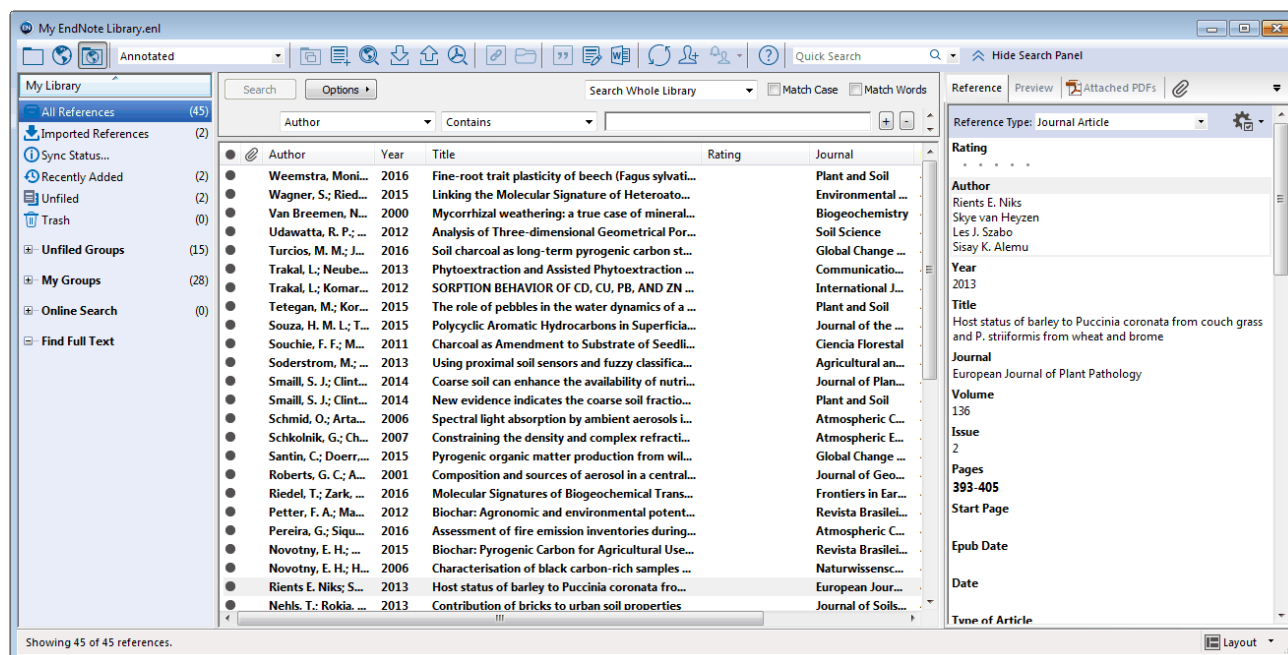 My EndNote Library.enl
Annotated
Quick Search
Hide Search Panel
My Library
All References (45)
Imported References (2)
Sync Status...
Recently Added (2)
Unfiled (2)
Trash (0)
Unfiled Groups (15)
My Groups (28)
Online Search (0)
Find Full Text
Search Options Search Whole Library Match Case Match Words
Author Contains + -
Author Year Title Rating Journal
Weemstra, Moni... 2016 Fine-root trait plasticity of beech (Fagus sylvati... Plant and Soil
Wagner, S.; Ried... 2015 Linking the Molecular Signature of Heteroato... Environmental ...
Van Breemen, N... 2000 Mycorrhizal weathering: a true case of mineral... Biogeochemistry
Udawatta, R. P.; ... 2012 Analysis of Three-dimensional Geometrical Por... Soil Science
Turcios, M. M.; J... 2016 Soil charcoal as long-term pyrogenic carbon st... Global Change ...
Trakal, L.; Neube... 2013 Phytoextraction and Assisted Phytoextraction ... Communicatio...
Trakal, L.; Komar... 2012 SORPTION BEHAVIOR OF CD, CU, PB, AND ZN ... International J...
Tetegan, M.; Kor... 2015 The role of pebbles in the water dynamics of a ... Plant and Soil
Souza, H. M. L.; T... 2015 Polycyclic Aromatic Hydrocarbons in Superficia... Journal of the ...
Souchie, F. F.; M... 2011 Charcoal as Amendment to Substrate of Seedli... Ciencia Florestal
Soderstrom, M.; ... 2013 Using proximal soil sensors and fuzzy classifica... Agricultural an...
Smaill, S. J.; Clint... 2014 Coarse soil can enhance the availability of nutri... Journal of Plan...
Smaill, S. J.; Clint... 2014 New evidence indicates the coarse soil fractio... Plant and Soil
Schmid, O.; Arta... 2006 Spectral light absorption by ambient aerosols i... Atmospheric C...
Schkolnik, G.; Ch... 2007 Constraining the density and complex refracti... Atmospheric E...
Santin, C.; Doerr,... 2015 Pyrogenic organic matter production from wil... Global Change ...
Roberts, G. C.; A... 2001 Composition and sources of aerosol in a central... Journal of Geo...
Riedel, T.; Zark, ... 2016 Molecular Signatures of Biogeochemical Trans... Frontiers in Ear...
Petter, F. A.; Ma... 2012 Biochar: Agronomic and environmental potent... Revista Brasilei...
Pereira, G.; Siqu... 2016 Assessment of fire emission inventories during... Atmospheric C...
Novotny, E. H.; ... 2015 Biochar: Pyrogenic Carbon for Agricultural Use... Revista Brasilei...
Novotny, E. H.; H... 2006 Characterisation of black carbon-rich samples ... Naturwissensc...
Rients E. Niks; S... 2013 Host status of barley to Puccinia coronata fro... European Jour...
Nehls, T.; Rokia, ... 2013 Contribution of bricks to urban soil properties Journal of Soils...
Reference Preview Attached PDFs
Reference Type: Journal Article
Rating
Author
Rients E. Niks
Skye van Heyzen
Les J. Szabo
Sisay K. Alemu
Year
2013
Title
Host status of barley to Puccinia coronata from couch grass
and P. striiformis from wheat and brome
Journal
European Journal of Plant Pathology
Volume
136
Issue
2
Pages
393-405
Start Page
Epub Date
Date
Type of Article
Showing 45 of 45 references.
Layout